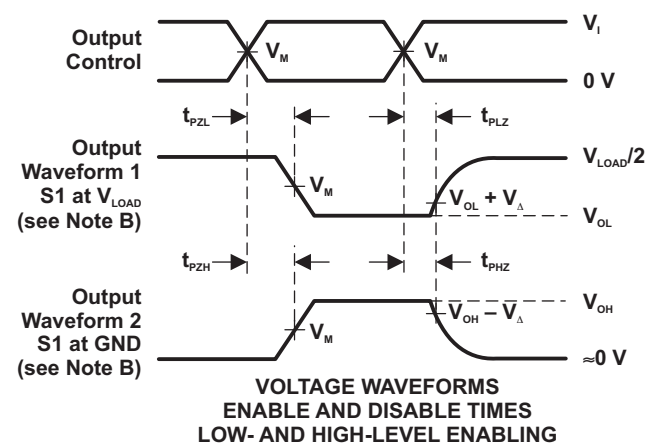 Output
Control
V_M
V_M
V_I
0 V
t_PZL
t_PLZ
Output
Waveform 1
S1 at V_LOAD
(see Note B)
V_M
V_OL + V_Δ
V_LOAD/2
V_OL
t_PZH
t_PHZ
Output
Waveform 2
S1 at GND
(see Note B)
V_M
V_OH – V_Δ
V_OH
≈0 V
VOLTAGE WAVEFORMS
ENABLE AND DISABLE TIMES
LOW- AND HIGH-LEVEL ENABLING